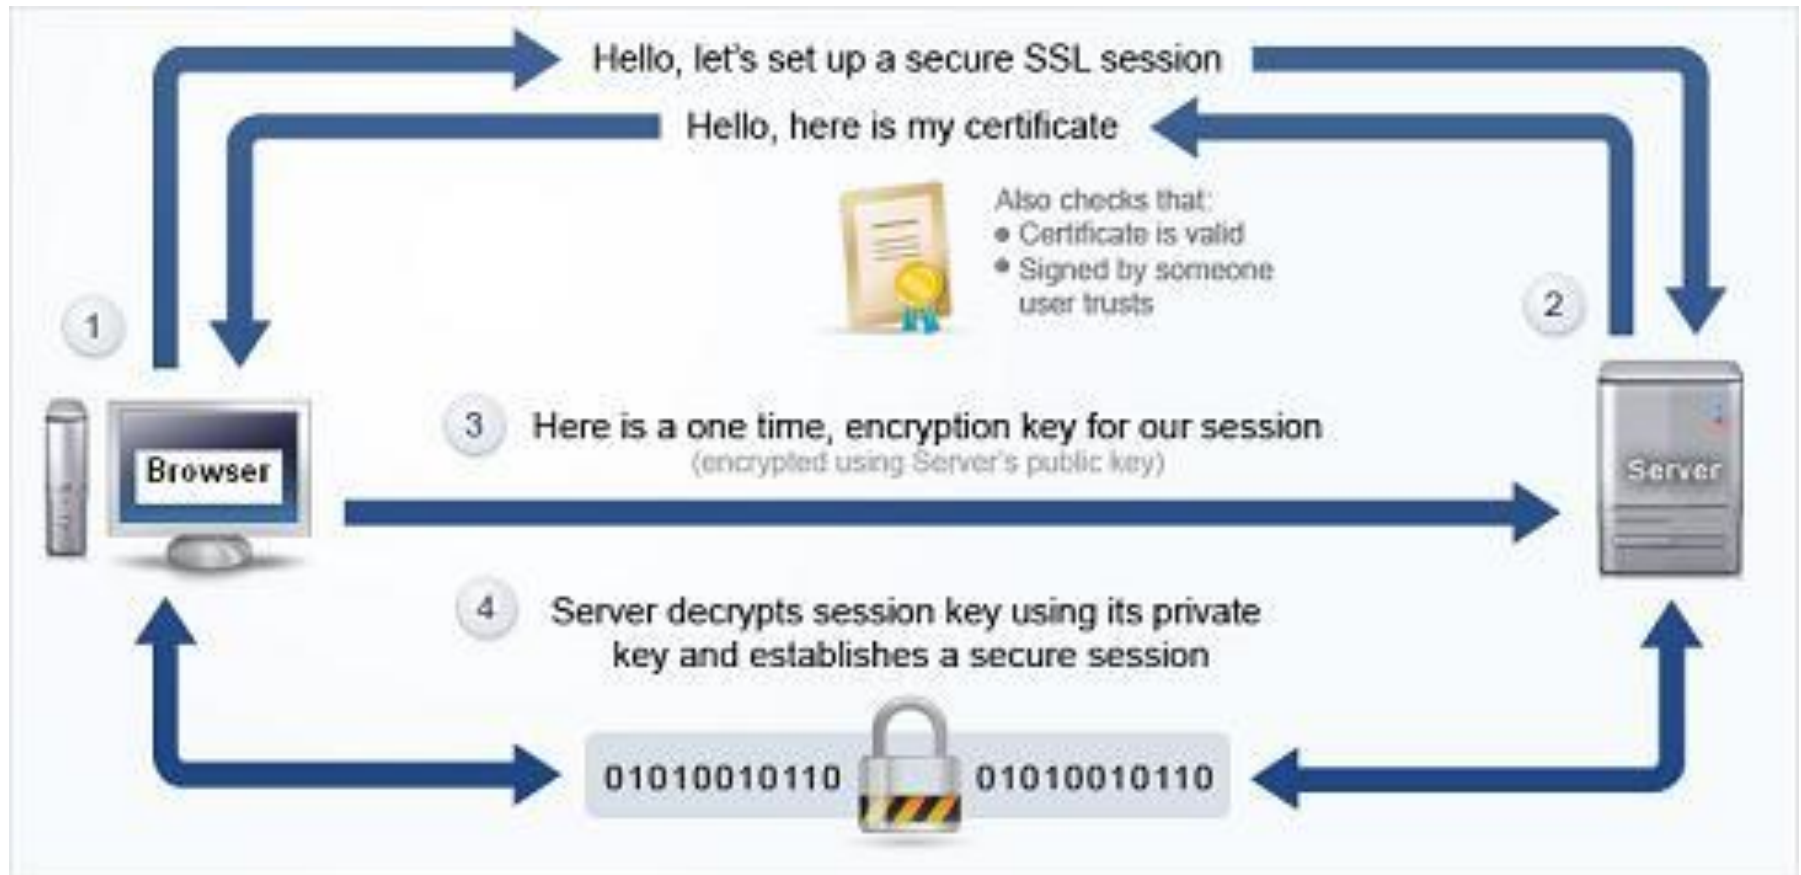 Hello, let's set up a secure SSL session
Hello, here is my certificate
Also checks that:
• Certificate is valid
• Signed by someone
user trusts
1
2
3 Here is a one time, encryption key for our session
(encrypted using Server's public key)
Browser
Server
4 Server decrypts session key using its private
key and establishes a secure session
01010010110 01010010110